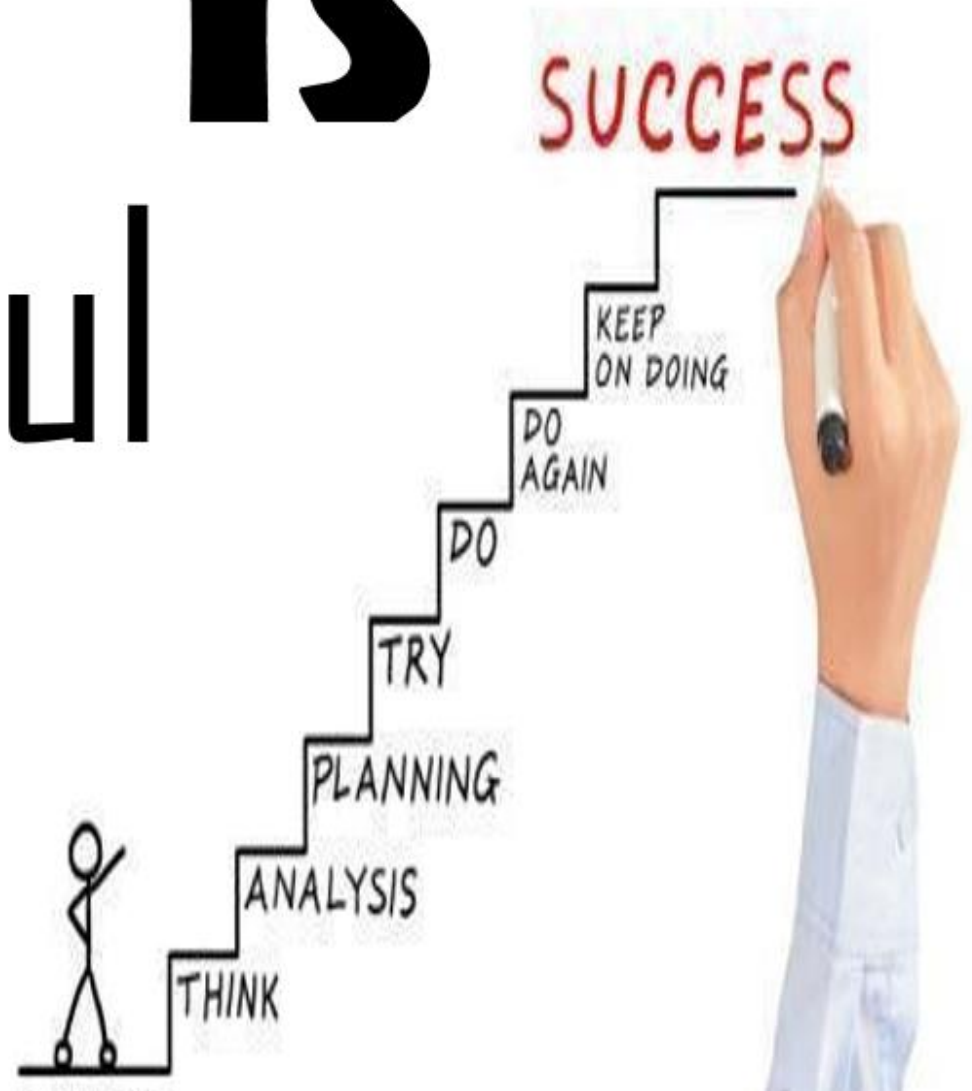 is
SUCCESS
ul
KEEP
ON DOING
DO
AGAIN
DO
TRY
PLANNING
ANALYSIS
THINK